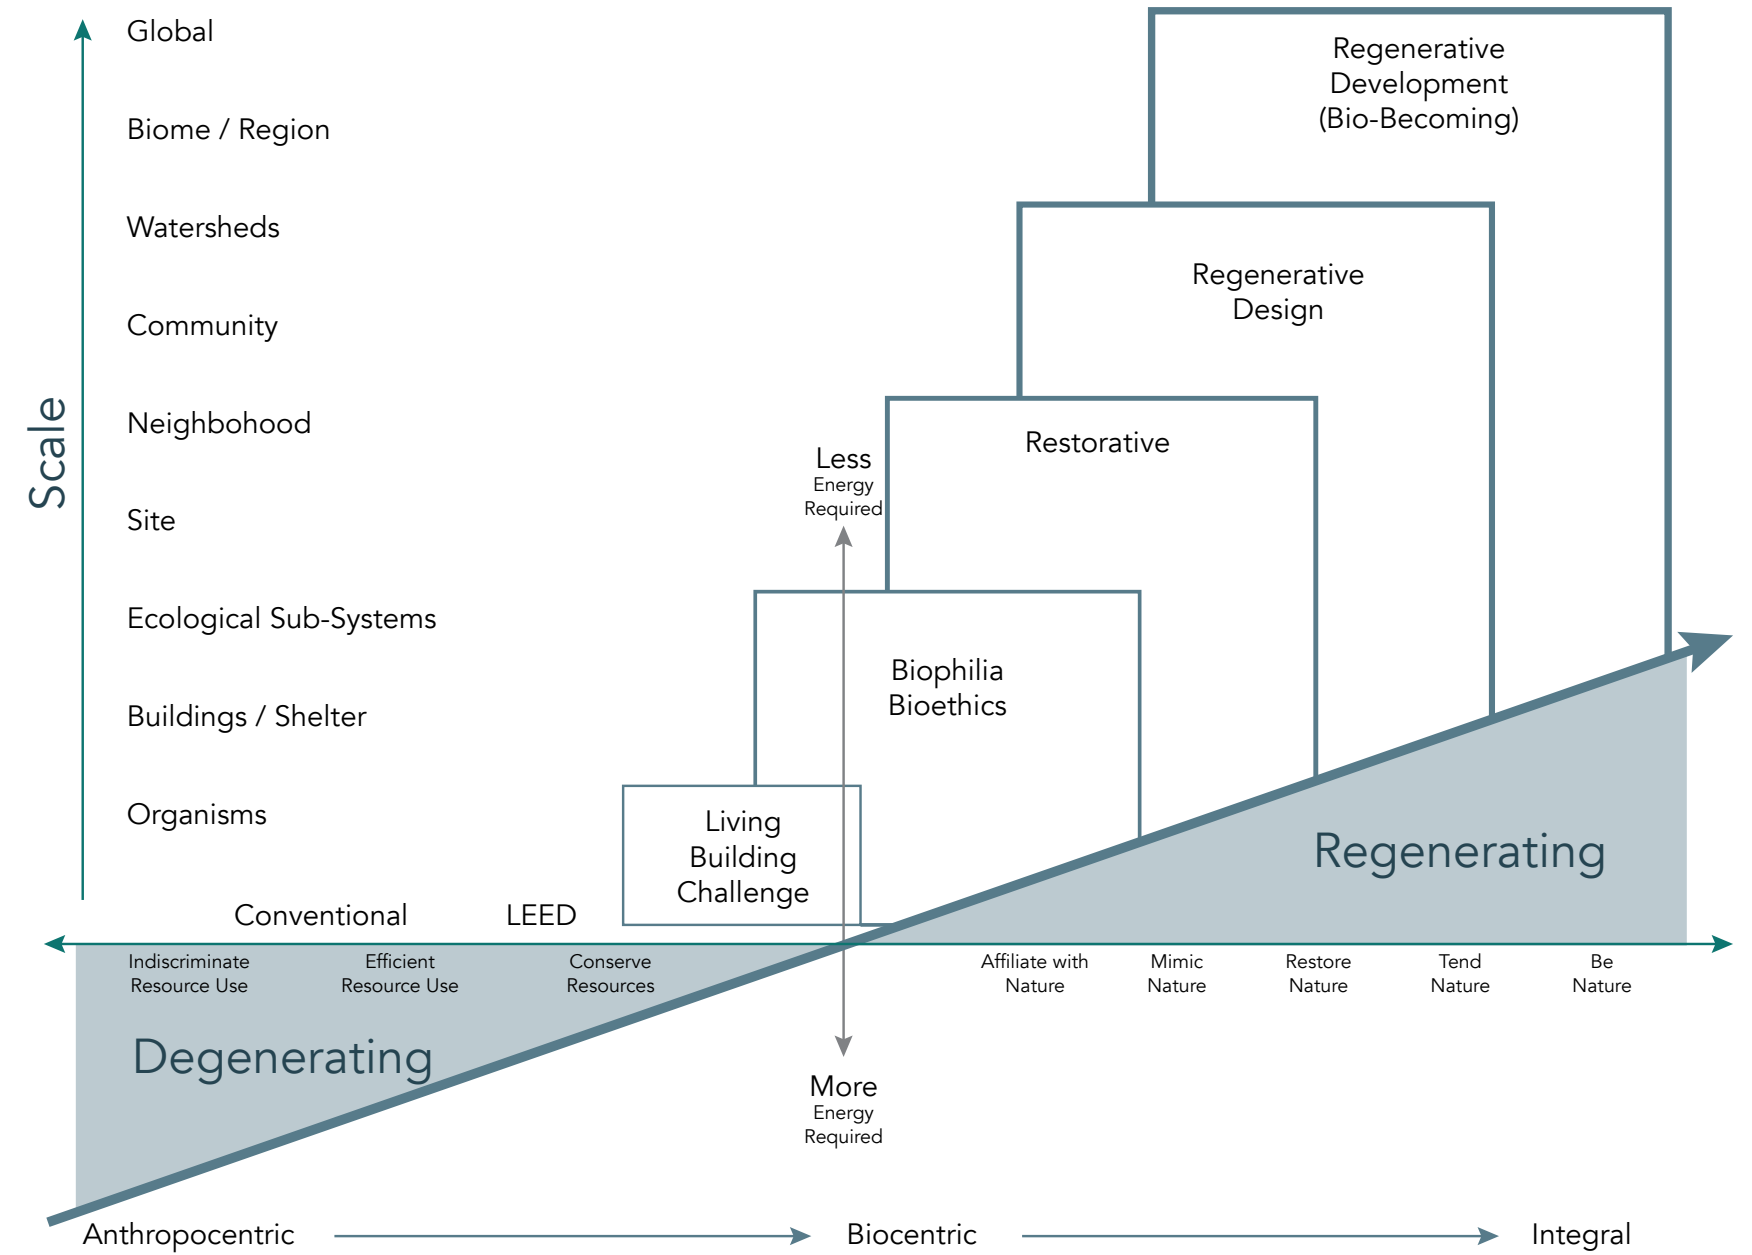 Global
Biome / Region
Watersheds
Community
Neighbohood
Site
Ecological Sub-Systems
Buildings / Shelter
Organisms
Scale
Regenerative
Development
(Bio-Becoming)
Regenerative
Design
Restorative
Less
Energy
Required
Biophilia
Bioethics
Living
Building
Challenge
Conventional
LEED
Regenerating
Indiscriminate
Resource Use
Efficient
Resource Use
Conserve
Resources
Affiliate with
Nature
Mimic
Nature
Restore
Nature
Tend
Nature
Be
Nature
Degenerating
More
Energy
Required
Anthropocentric
Biocentric
Integral